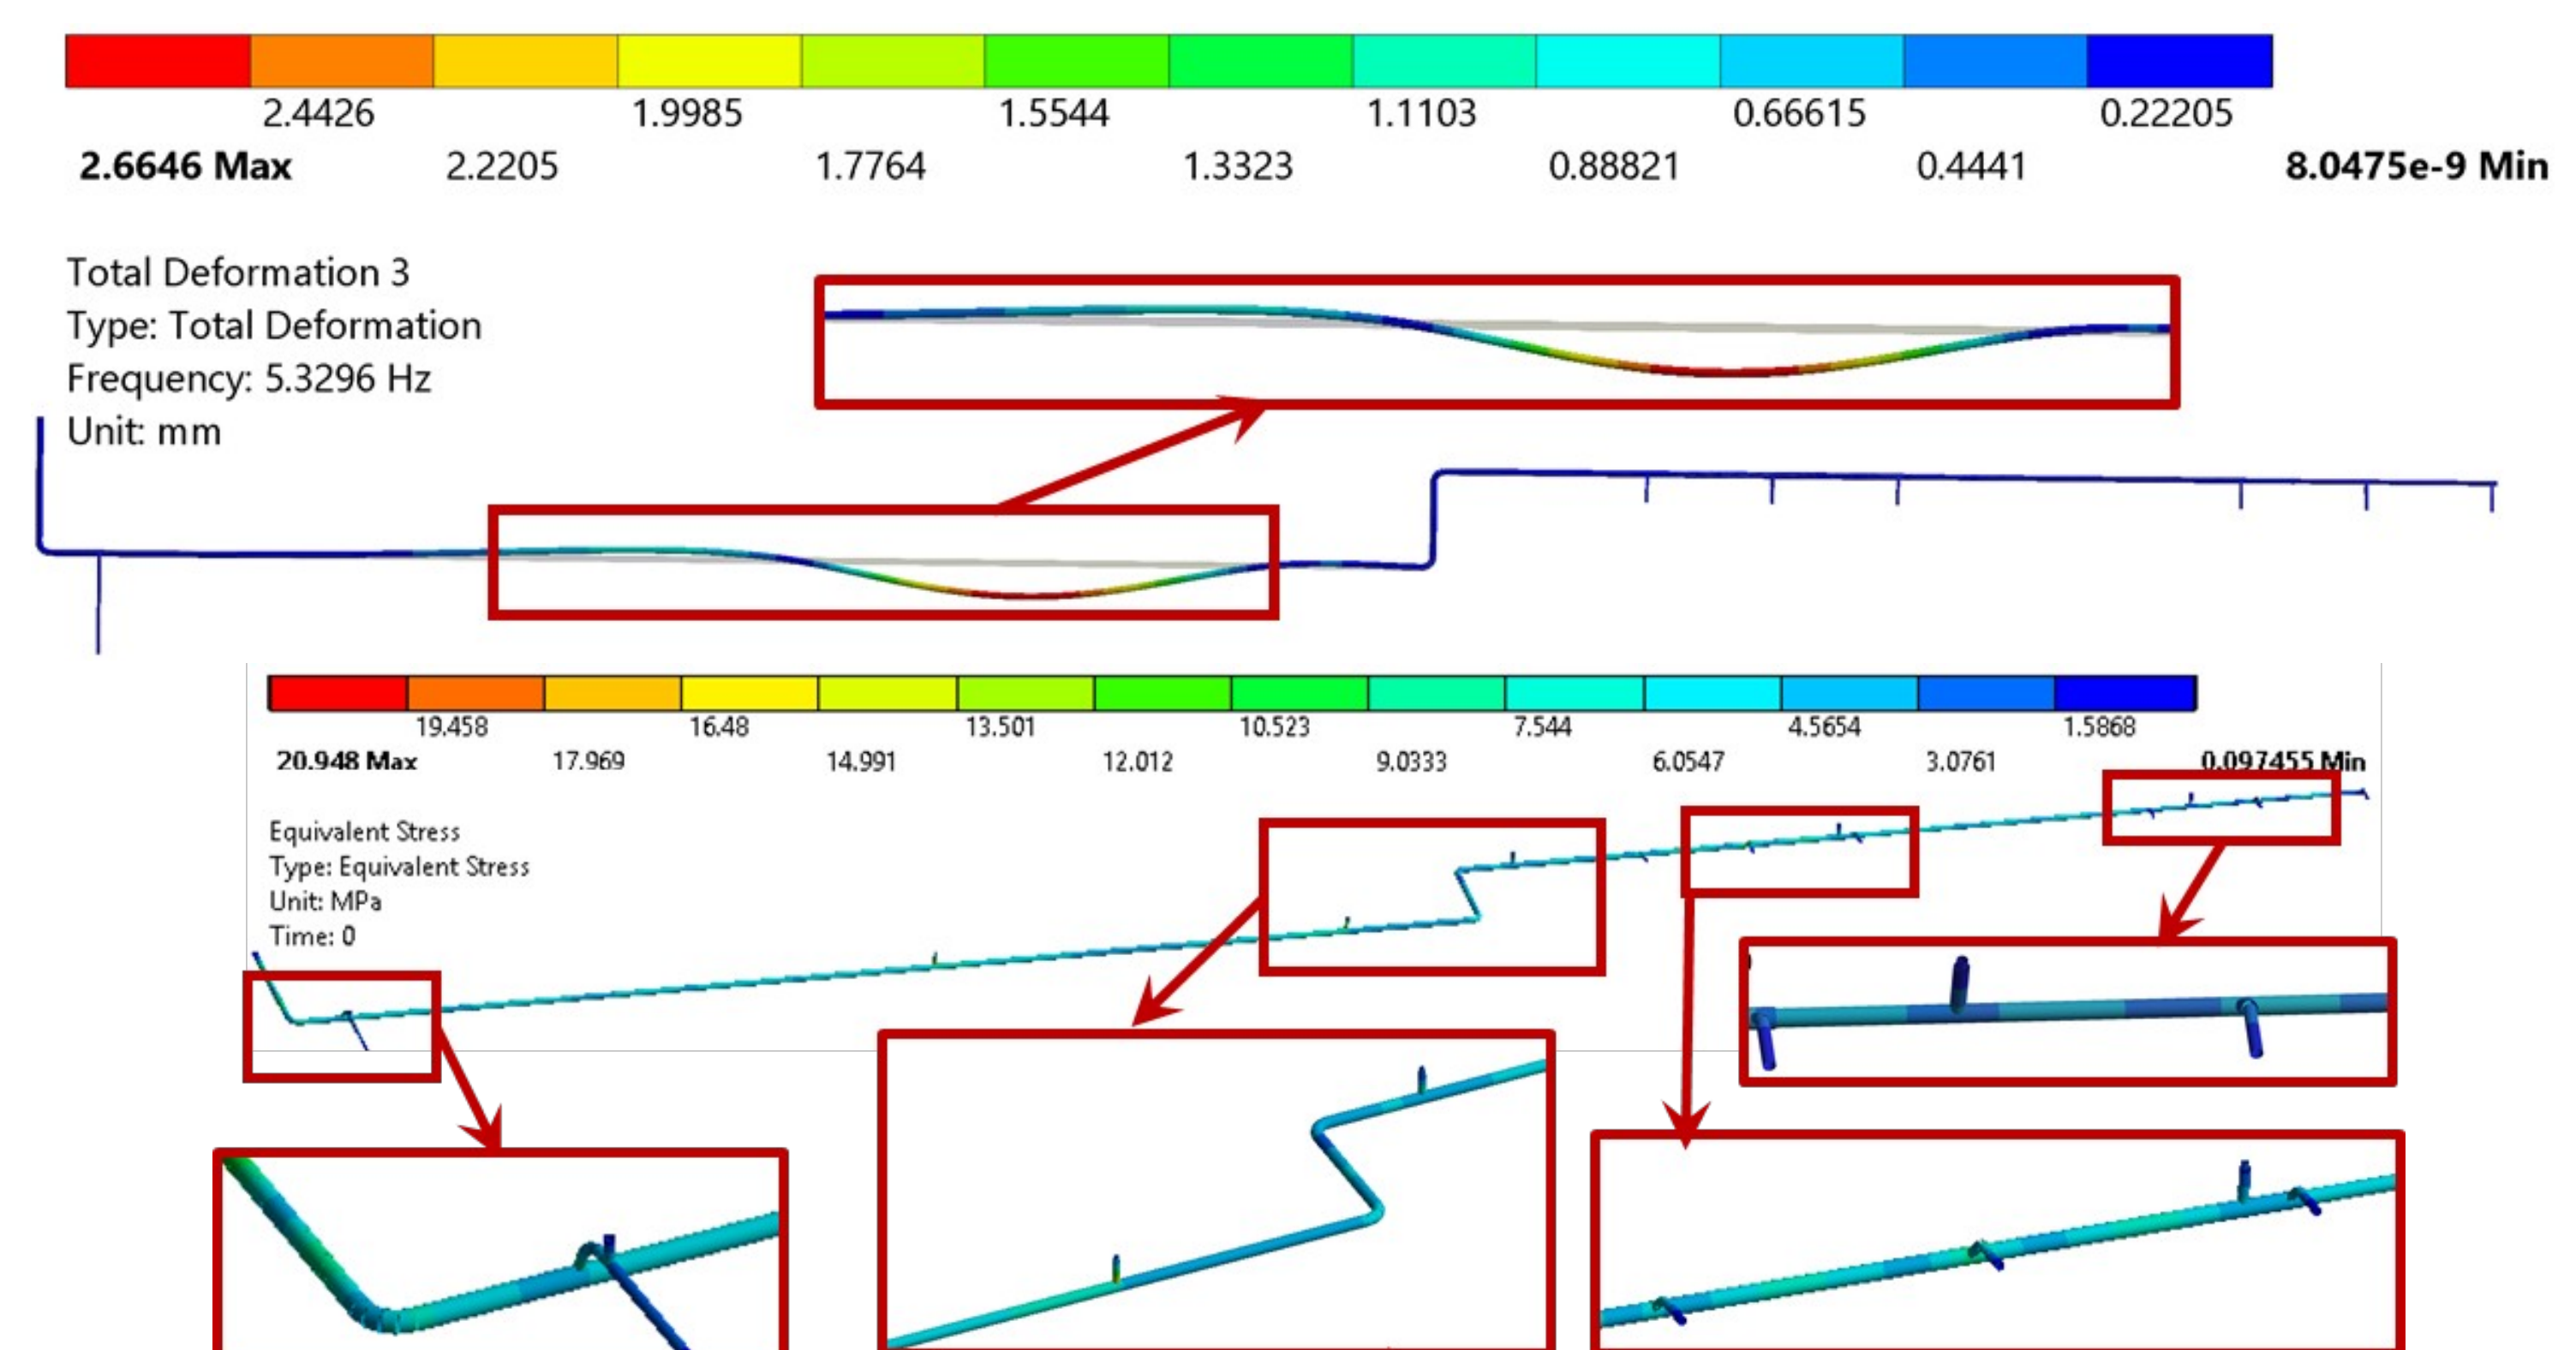 2.4426 1.9985 1.5544 1.1103 0.66615 0.22205
2.6646 Max 2.2205 1.7764 1.3323 0.88821 0.4441 8.0475e-9 Min
Total Deformation 3
Type: Total Deformation
Frequency: 5.3296 Hz
Unit: mm
19.458 16.48 13.501 10.523 7.544 4.5654 1.5868
20.948 Max 17.969 14.991 12.012 9.0333 6.0547 3.0761 0.097455 Min
Equivalent Stress
Type: Equivalent Stress
Unit: MPa
Time: 0